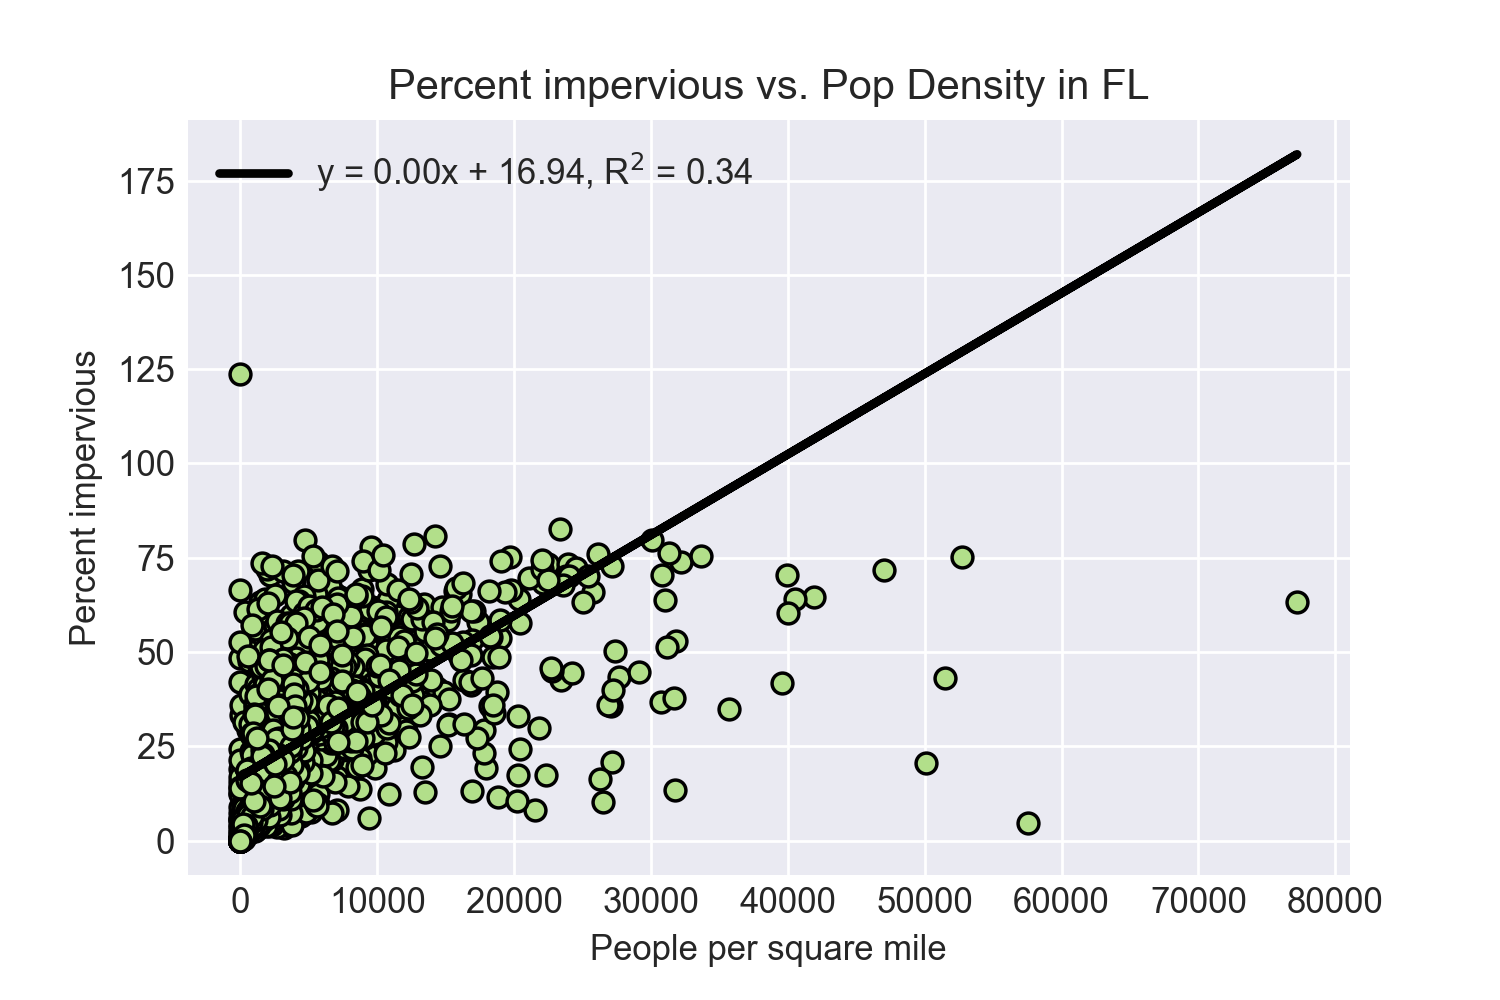 Percent impervious vs. Pop Density in FL
y = 0.00x + 16.94, R² = 0.34
175
150
125
100
75
50
25
0
Percent impervious
0 10000 20000 30000 40000 50000 60000 70000 80000
People per square mile